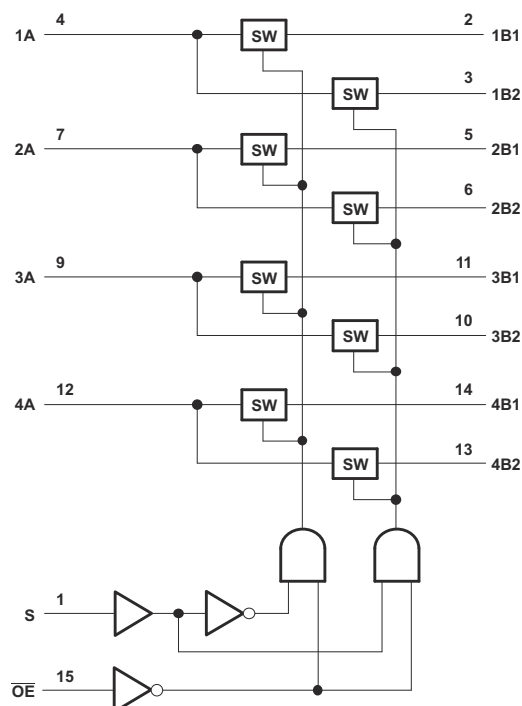 1A 4 SW 2 1B1
SW 3 1B2
2A 7 SW 5 2B1
SW 6 2B2
3A 9 SW 11 3B1
SW 10 3B2
4A 12 SW 14 4B1
SW 13 4B2
S 1
OE 15